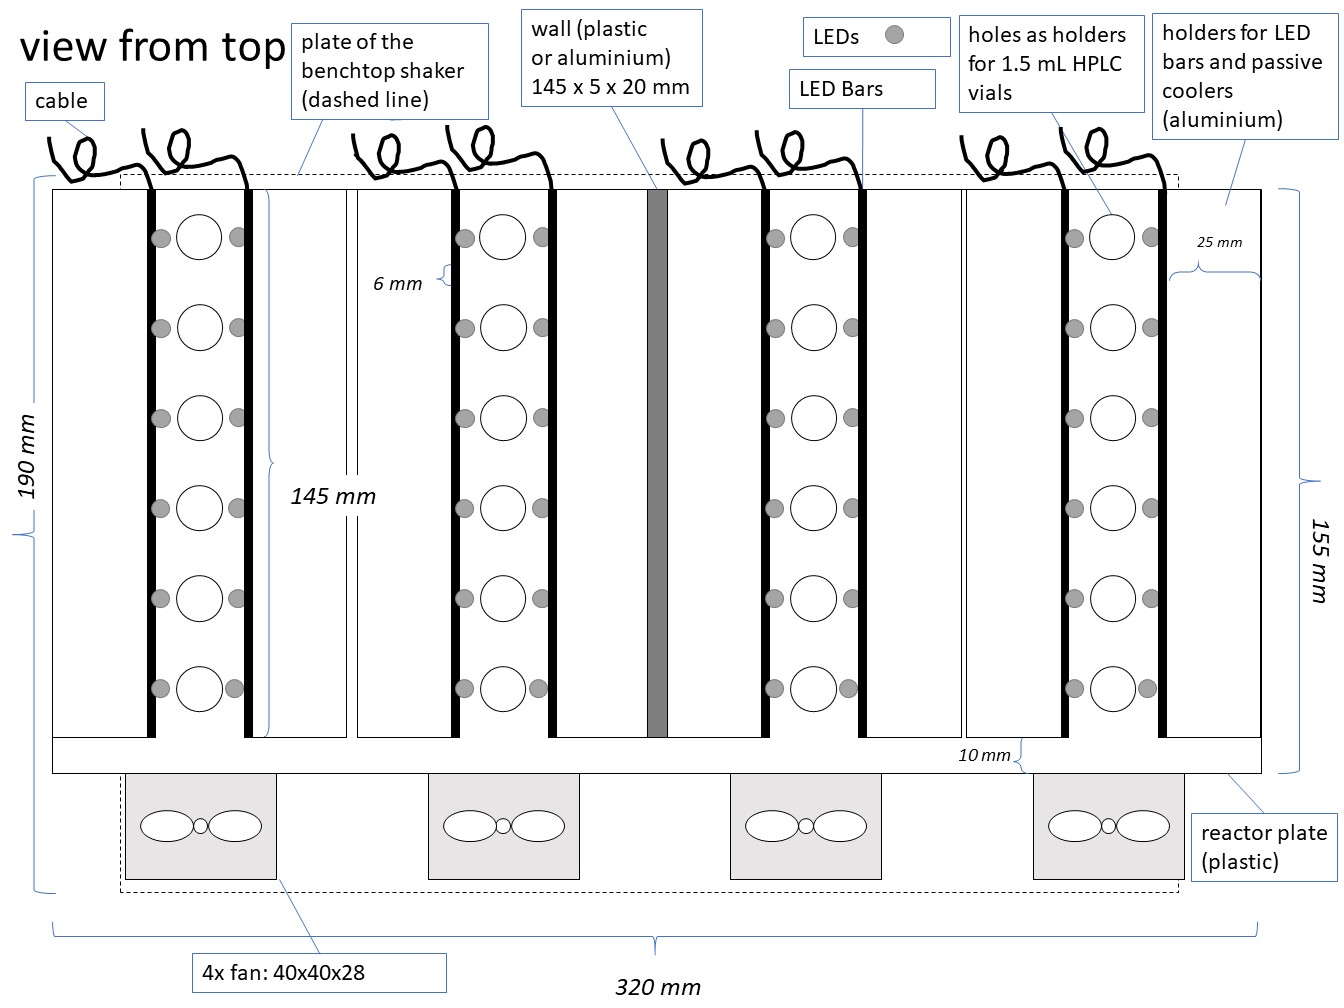 view from top
plate of the
benchtop shaker
(dashed line)
wall (plastic
or aluminium)
145 x 5 x 20 mm
LEDs
LED Bars
holes as holders
for 1.5 mL HPLC
vials
holders for LED
bars and passive
coolers
(aluminium)
cable
25 mm
6 mm
190 mm
145 mm
155 mm
10 mm
reactor plate
(plastic)
4x fan: 40x40x28
320 mm